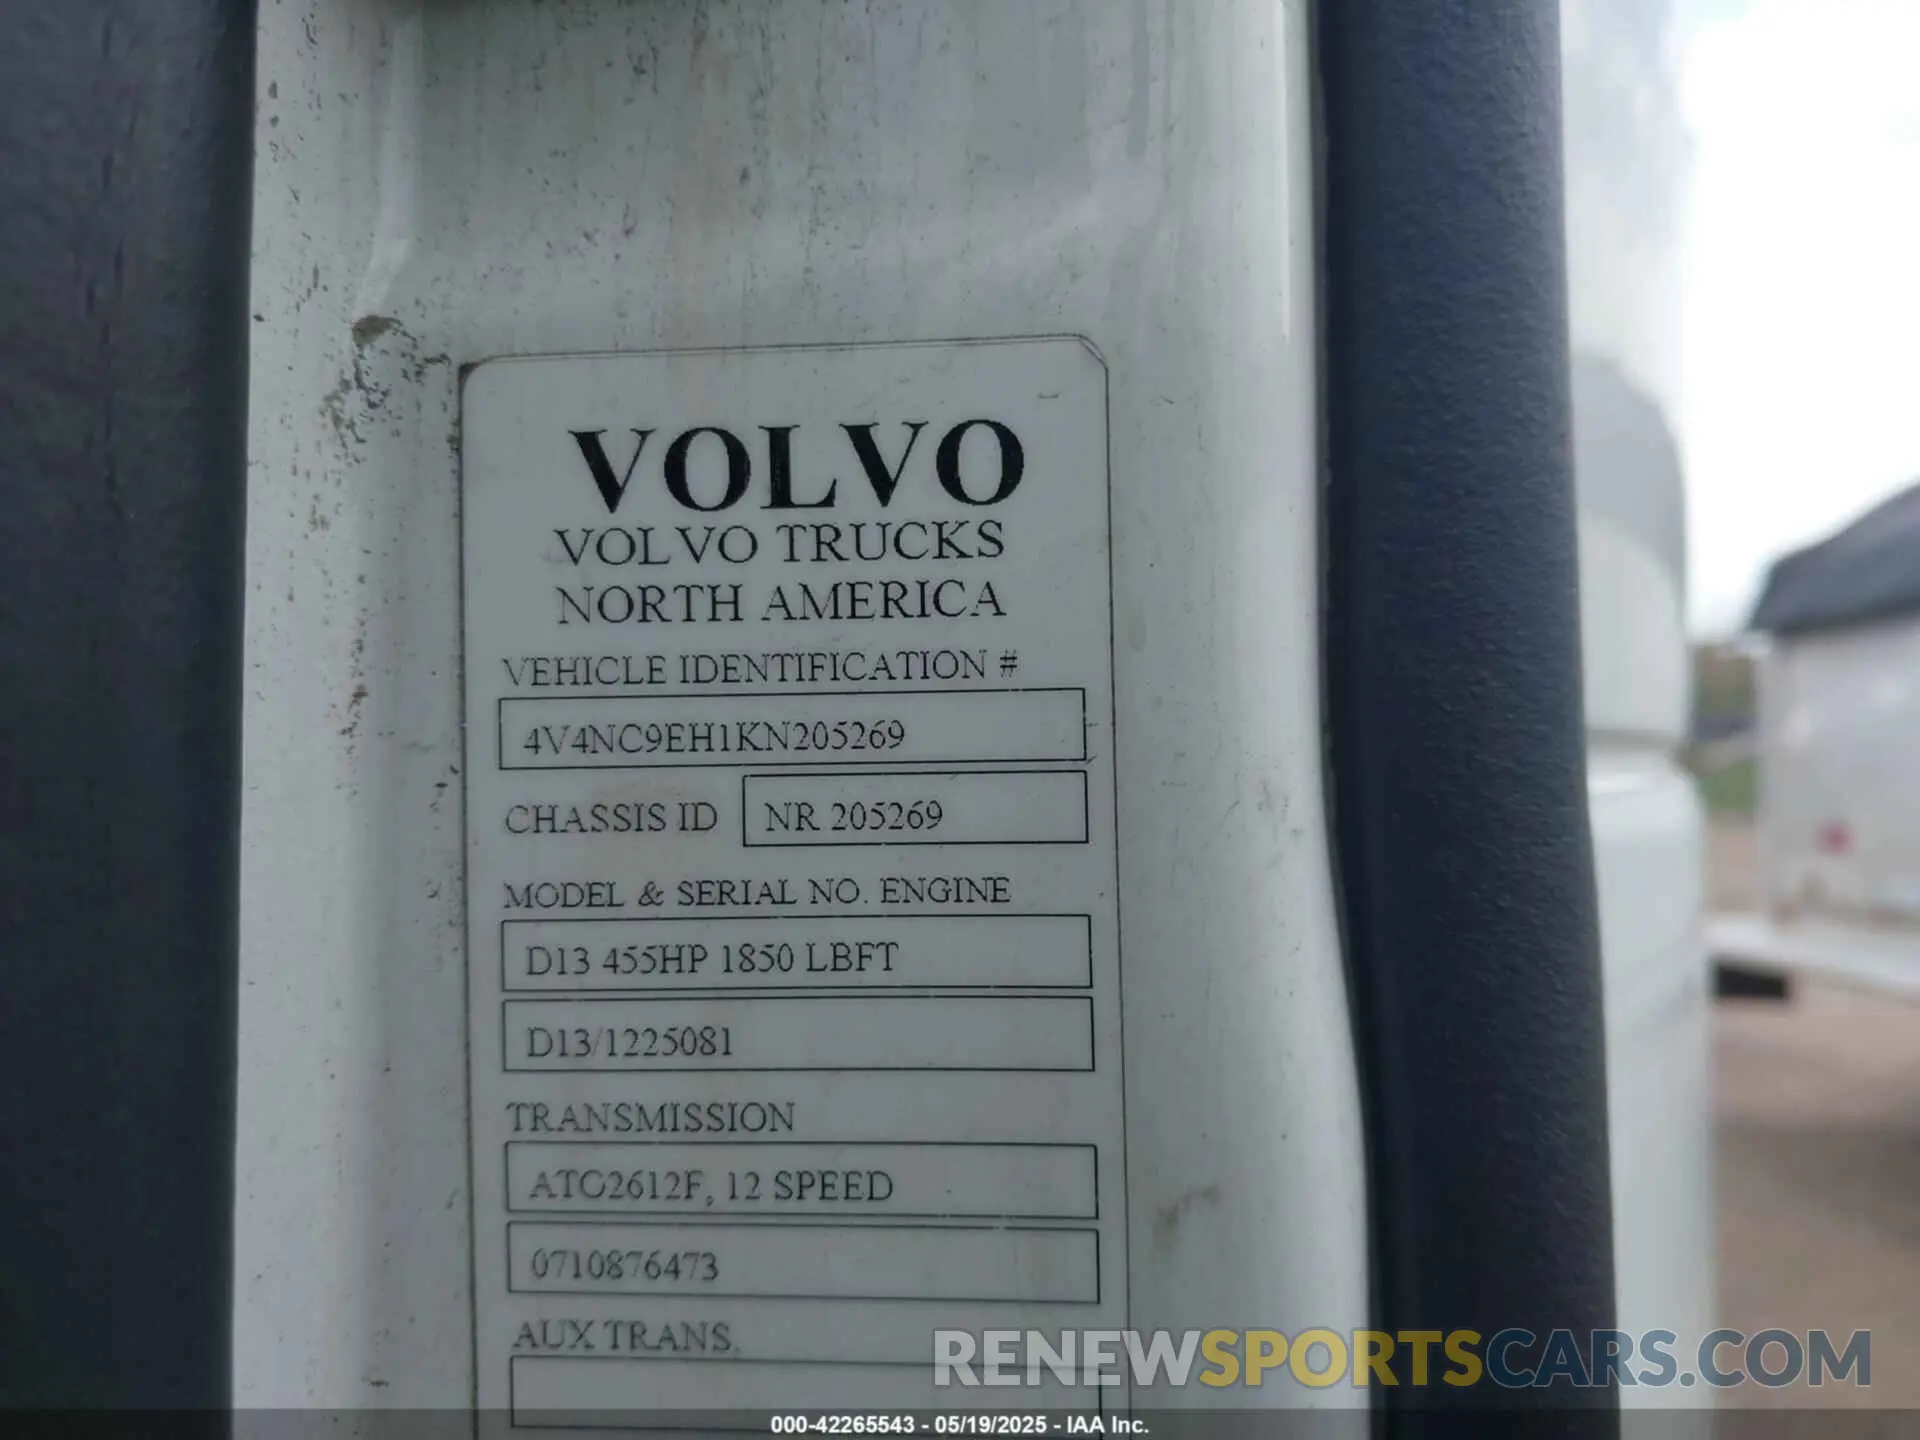 VOLVO
VOLVO TRUCKS
NORTH AMERICA
VEHICLE IDENTIFICATION #
4V4NC9EH1KN205269
CHASSIS ID NR 205269
MODEL & SERIAL NO. ENGINE
D13 455HP 1850 LBFT
D13/1225081
TRANSMISSION
ATO2612F, 12 SPEED
0710876473
AUX TRANS.
RENEWSPORTSCARS.COM
000-42265543 - 05/19/2025 - IAA Inc.